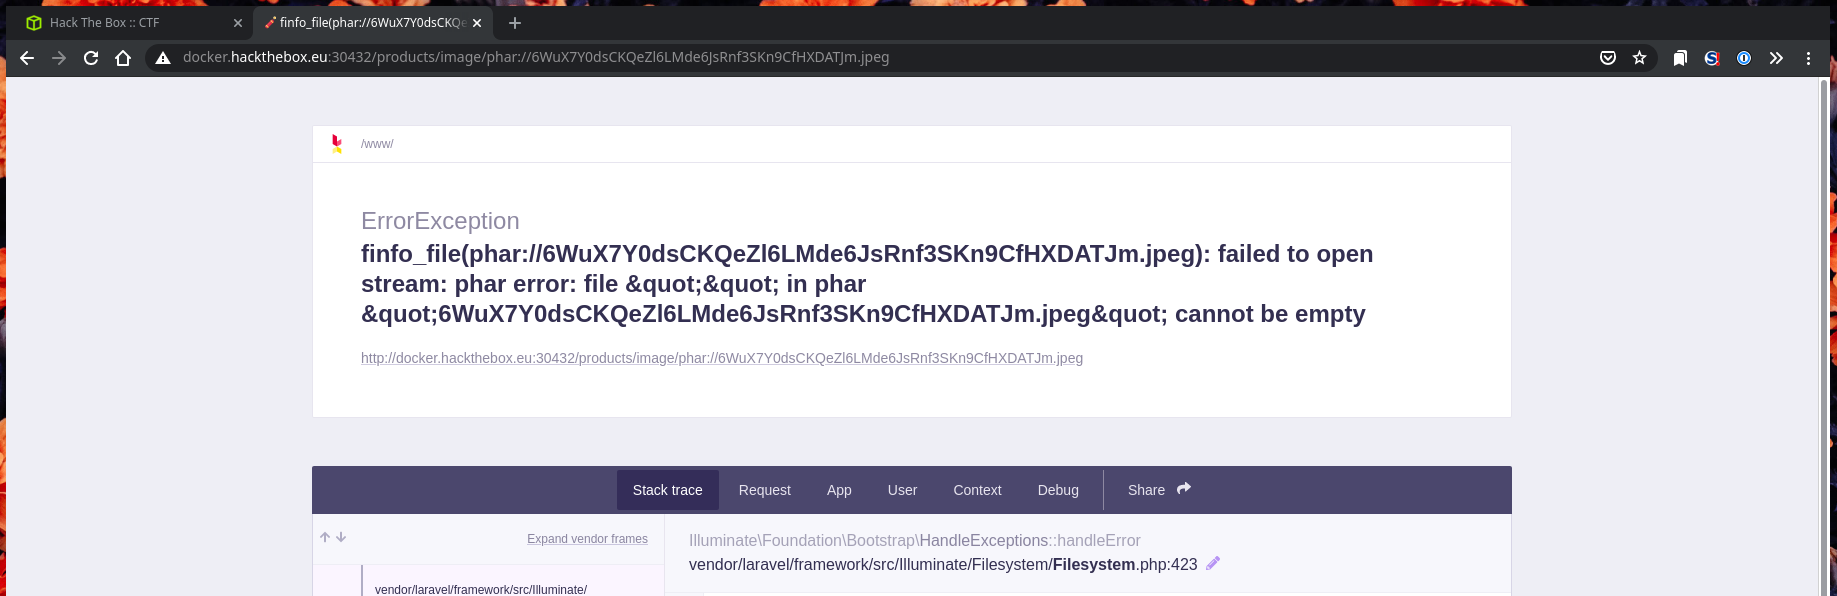 Hack The Box :: CTF
finfo_file(phar://6WuX7Y0dsCKQe
docker.hackthebox.eu:30432/products/image/phar://6WuX7Y0dsCKQeZl6LMde6JsRnf3SKn9CfHXDATJm.jpeg
/www/
ErrorException
finfo_file(phar://6WuX7Y0dsCKQeZl6LMde6JsRnf3SKn9CfHXDATJm.jpeg): failed to open
stream: phar error: file &quot;&quot; in phar
&quot;6WuX7Y0dsCKQeZl6LMde6JsRnf3SKn9CfHXDATJm.jpeg&quot; cannot be empty
http://docker.hackthebox.eu:30432/products/image/phar://6WuX7Y0dsCKQeZl6LMde6JsRnf3SKn9CfHXDATJm.jpeg
Stack trace Request App User Context Debug Share
Expand vendor frames
Illuminate\Foundation\Bootstrap\HandleExceptions::handleError
vendor/laravel/framework/src/Illuminate/Filesystem/Filesystem.php:423
vendor/laravel/framework/src/Illuminate/